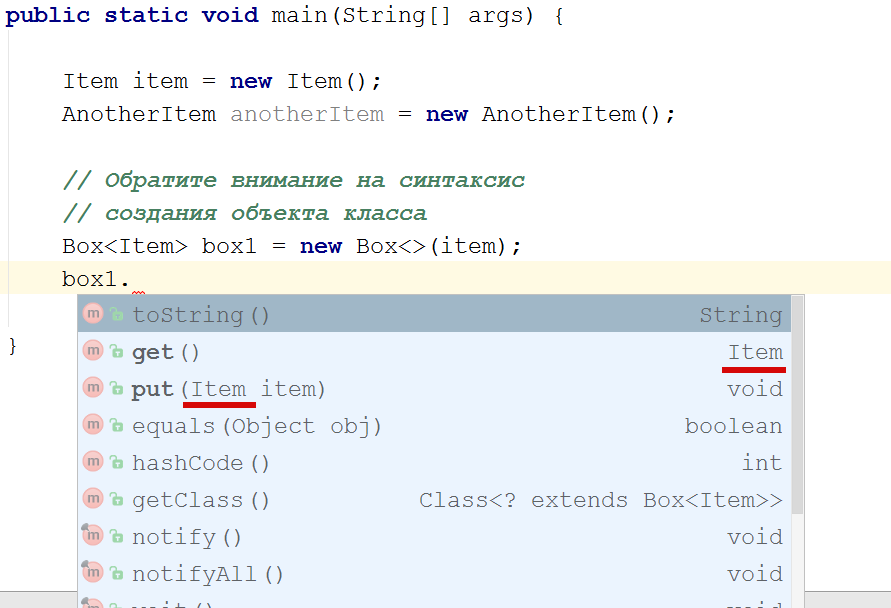 public static void main(String[] args) {
Item item = new Item();
AnotherItem anotherItem = new AnotherItem();
// Обратите внимание на синтаксис
// создания объекта класса
Box<Item> box1 = new Box<>(item);
box1.
m toString() String
m get() Item
m put(Item item) void
m equals(Object obj) boolean
m hashCode() int
m getClass() Class<? extends Box<Item>>
m notify() void
m notifyAll() void
}